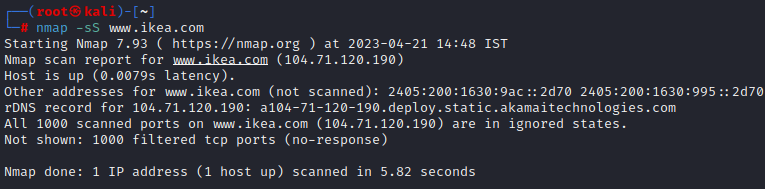 ┌──(root㉿kali)-[~]
└─# nmap -sS www.ikea.com
Starting Nmap 7.93 ( https://nmap.org ) at 2023-04-21 14:48 IST
Nmap scan report for www.ikea.com (104.71.120.190)
Host is up (0.0079s latency).
Other addresses for www.ikea.com (not scanned): 2405:200:1630:9ac::2d70 2405:200:1630:995::2d70
rDNS record for 104.71.120.190: a104-71-120-190.deploy.static.akamaitechnologies.com
All 1000 scanned ports on www.ikea.com (104.71.120.190) are in ignored states.
Not shown: 1000 filtered tcp ports (no-response)
Nmap done: 1 IP address (1 host up) scanned in 5.82 seconds